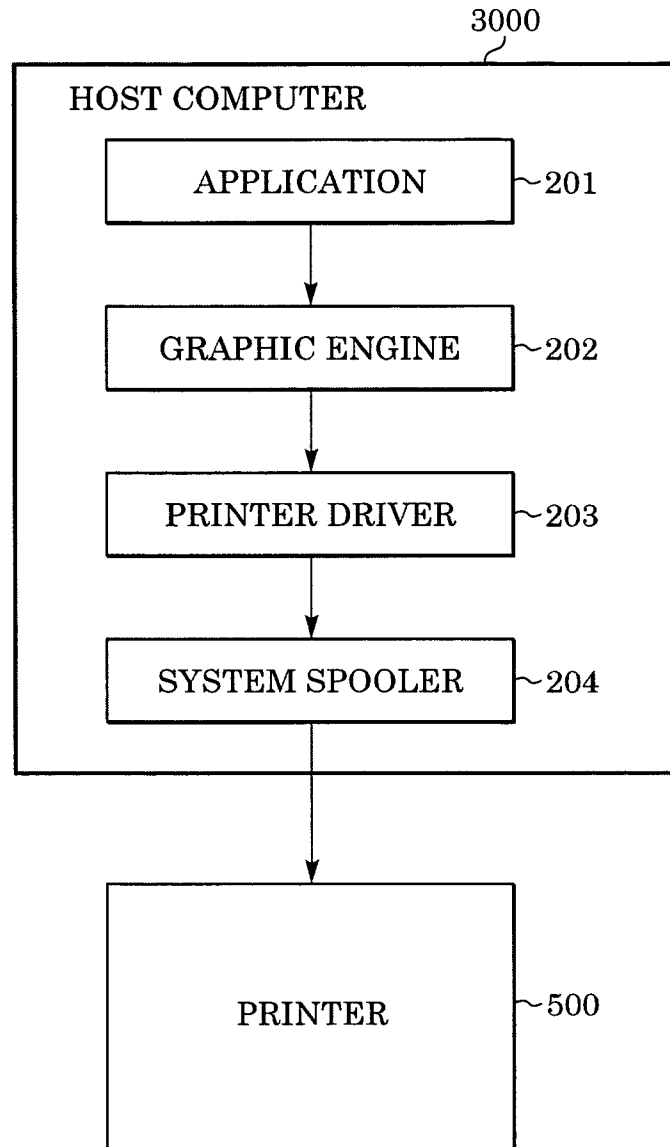 3000
HOST COMPUTER
APPLICATION 201
GRAPHIC ENGINE 202
PRINTER DRIVER 203
SYSTEM SPOOLER 204
PRINTER 500